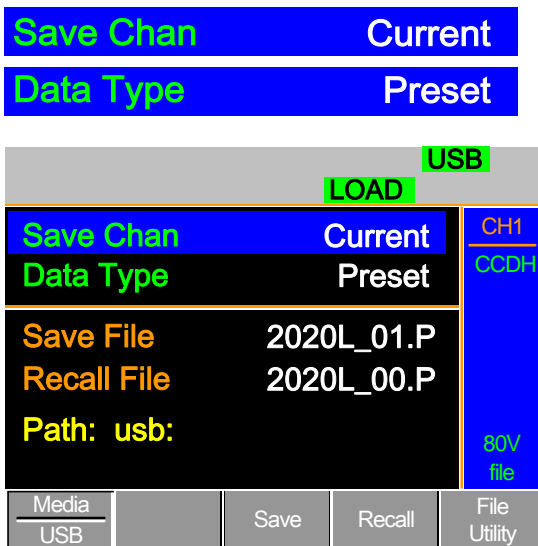 Save Chan Current
Data Type Preset
USB
LOAD
Save Chan Current
Data Type Preset
CH1
CCDH
Save File 2020L_01.P
Recall File 2020L_00.P
Path: usb:
80V
file
Media
USB
Save
Recall
File
Utility